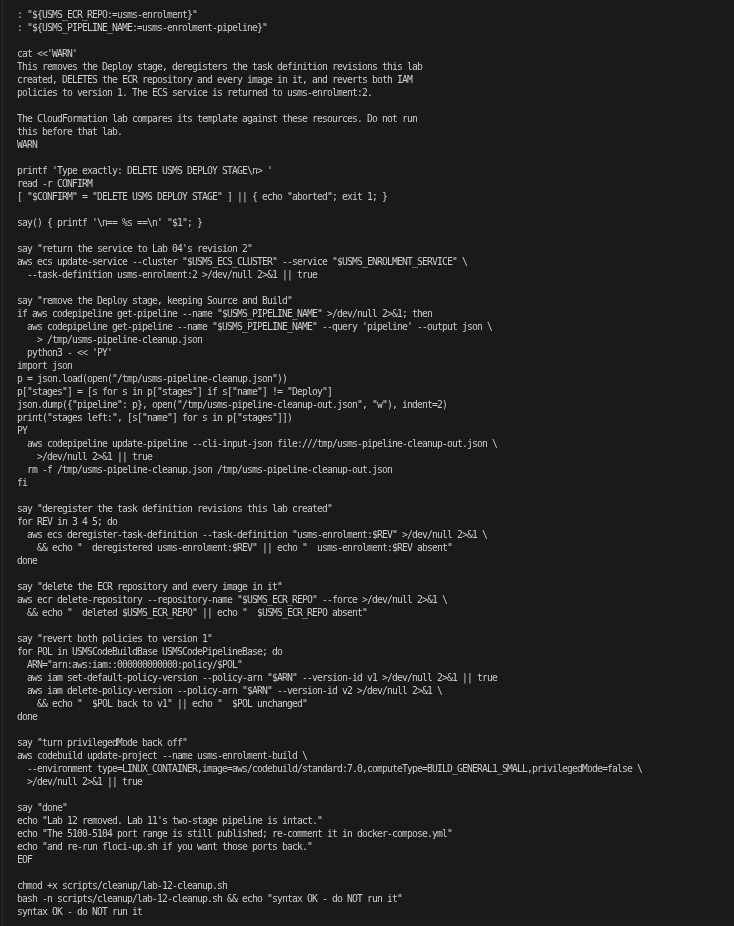 : "${USMS_ECR_REPO:=usms-enrolment}"
: "${USMS_PIPELINE_NAME:=usms-enrolment-pipeline}"

cat <<'WARN'
This removes the Deploy stage, deregisters the task definition revisions this lab
created, DELETES the ECR repository and every image in it, and reverts both IAM
policies to version 1. The ECS service is returned to usms-enrolment:2.

The CloudFormation lab compares its template against these resources. Do not run
this before that lab.
WARN

printf 'Type exactly: DELETE USMS DEPLOY STAGE\n> '
read -r CONFIRM
[ "$CONFIRM" = "DELETE USMS DEPLOY STAGE" ] || { echo "aborted"; exit 1; }

say() { printf '\n== %s ==\n' "$1"; }

say "return the service to Lab 04's revision 2"
aws ecs update-service --cluster "$USMS_ECS_CLUSTER" --service "$USMS_ENROLMENT_SERVICE" \
  --task-definition usms-enrolment:2 >/dev/null 2>&1 || true

say "remove the Deploy stage, keeping Source and Build"
if aws codepipeline get-pipeline --name "$USMS_PIPELINE_NAME" >/dev/null 2>&1; then
  aws codepipeline get-pipeline --name "$USMS_PIPELINE_NAME" --query 'pipeline' --output json \
    > /tmp/usms-pipeline-cleanup.json
  python3 - << 'PY'
import json
p = json.load(open("/tmp/usms-pipeline-cleanup.json"))
p["stages"] = [s for s in p["stages"] if s["name"] != "Deploy"]
json.dump({"pipeline": p}, open("/tmp/usms-pipeline-cleanup-out.json", "w"), indent=2)
print("stages left:", [s["name"] for s in p["stages"]])
PY
  aws codepipeline update-pipeline --cli-input-json file:///tmp/usms-pipeline-cleanup-out.json \
    >/dev/null 2>&1 || true
  rm -f /tmp/usms-pipeline-cleanup.json /tmp/usms-pipeline-cleanup-out.json
fi

say "deregister the task definition revisions this lab created"
for REV in 3 4 5; do
  aws ecs deregister-task-definition --task-definition "usms-enrolment:$REV" >/dev/null 2>&1 \
    && echo "  deregistered usms-enrolment:$REV" || echo "  usms-enrolment:$REV absent"
done

say "delete the ECR repository and every image in it"
aws ecr delete-repository --repository-name "$USMS_ECR_REPO" --force >/dev/null 2>&1 \
  && echo "  deleted $USMS_ECR_REPO" || echo "  $USMS_ECR_REPO absent"

say "revert both policies to version 1"
for POL in USMSCodeBuildBase USMSCodePipelineBase; do
  ARN="arn:aws:iam::000000000000:policy/$POL"
  aws iam set-default-policy-version --policy-arn "$ARN" --version-id v1 >/dev/null 2>&1 || true
  aws iam delete-policy-version --policy-arn "$ARN" --version-id v2 >/dev/null 2>&1 \
    && echo "  $POL back to v1" || echo "  $POL unchanged"
done

say "turn privilegedMode back off"
aws codebuild update-project --name usms-enrolment-build \
  --environment type=LINUX_CONTAINER,image=aws/codebuild/standard:7.0,computeType=BUILD_GENERAL1_SMALL,privilegedMode=false \
  >/dev/null 2>&1 || true

say "done"
echo "Lab 12 removed. Lab 11's two-stage pipeline is intact."
echo "The 5100-5104 port range is still published; re-comment it in docker-compose.yml"
echo "and re-run floci-up.sh if you want those ports back."
EOF

chmod +x scripts/cleanup/lab-12-cleanup.sh
bash -n scripts/cleanup/lab-12-cleanup.sh && echo "syntax OK - do NOT run it"
syntax OK - do NOT run it